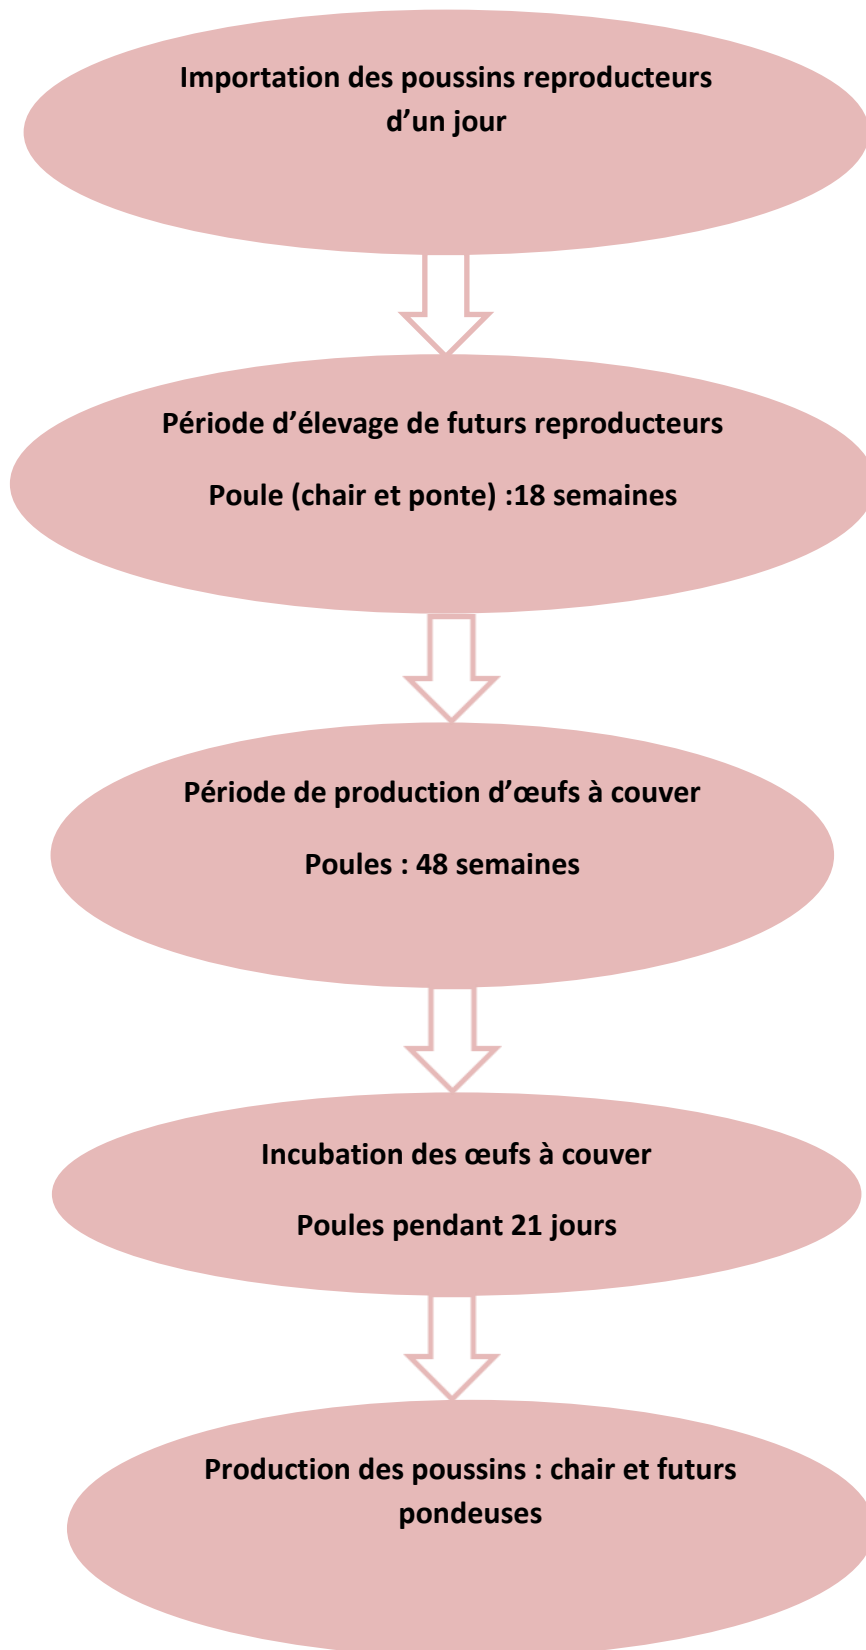 Importation des poussins reproducteurs
d’un jour
Période d’élevage de futurs reproducteurs
Poule (chair et ponte) :18 semaines
Période de production d’œufs à couver
Poules : 48 semaines
Incubation des œufs à couver
Poules pendant 21 jours
Production des poussins : chair et futurs
pondeuses